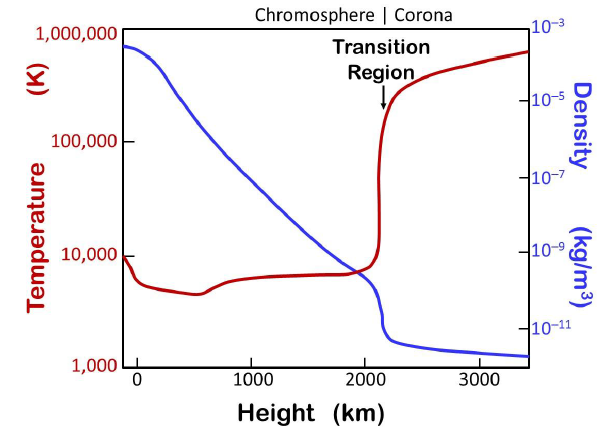 Chromosphere | Corona
Transition
Region
Temperature (K)
1,000,000
100,000
10,000
1,000
10⁻³
10⁻⁵
10⁻⁷
10⁻⁹
10⁻¹¹
Density (kg/m³)
0 1000 2000 3000
Height (km)